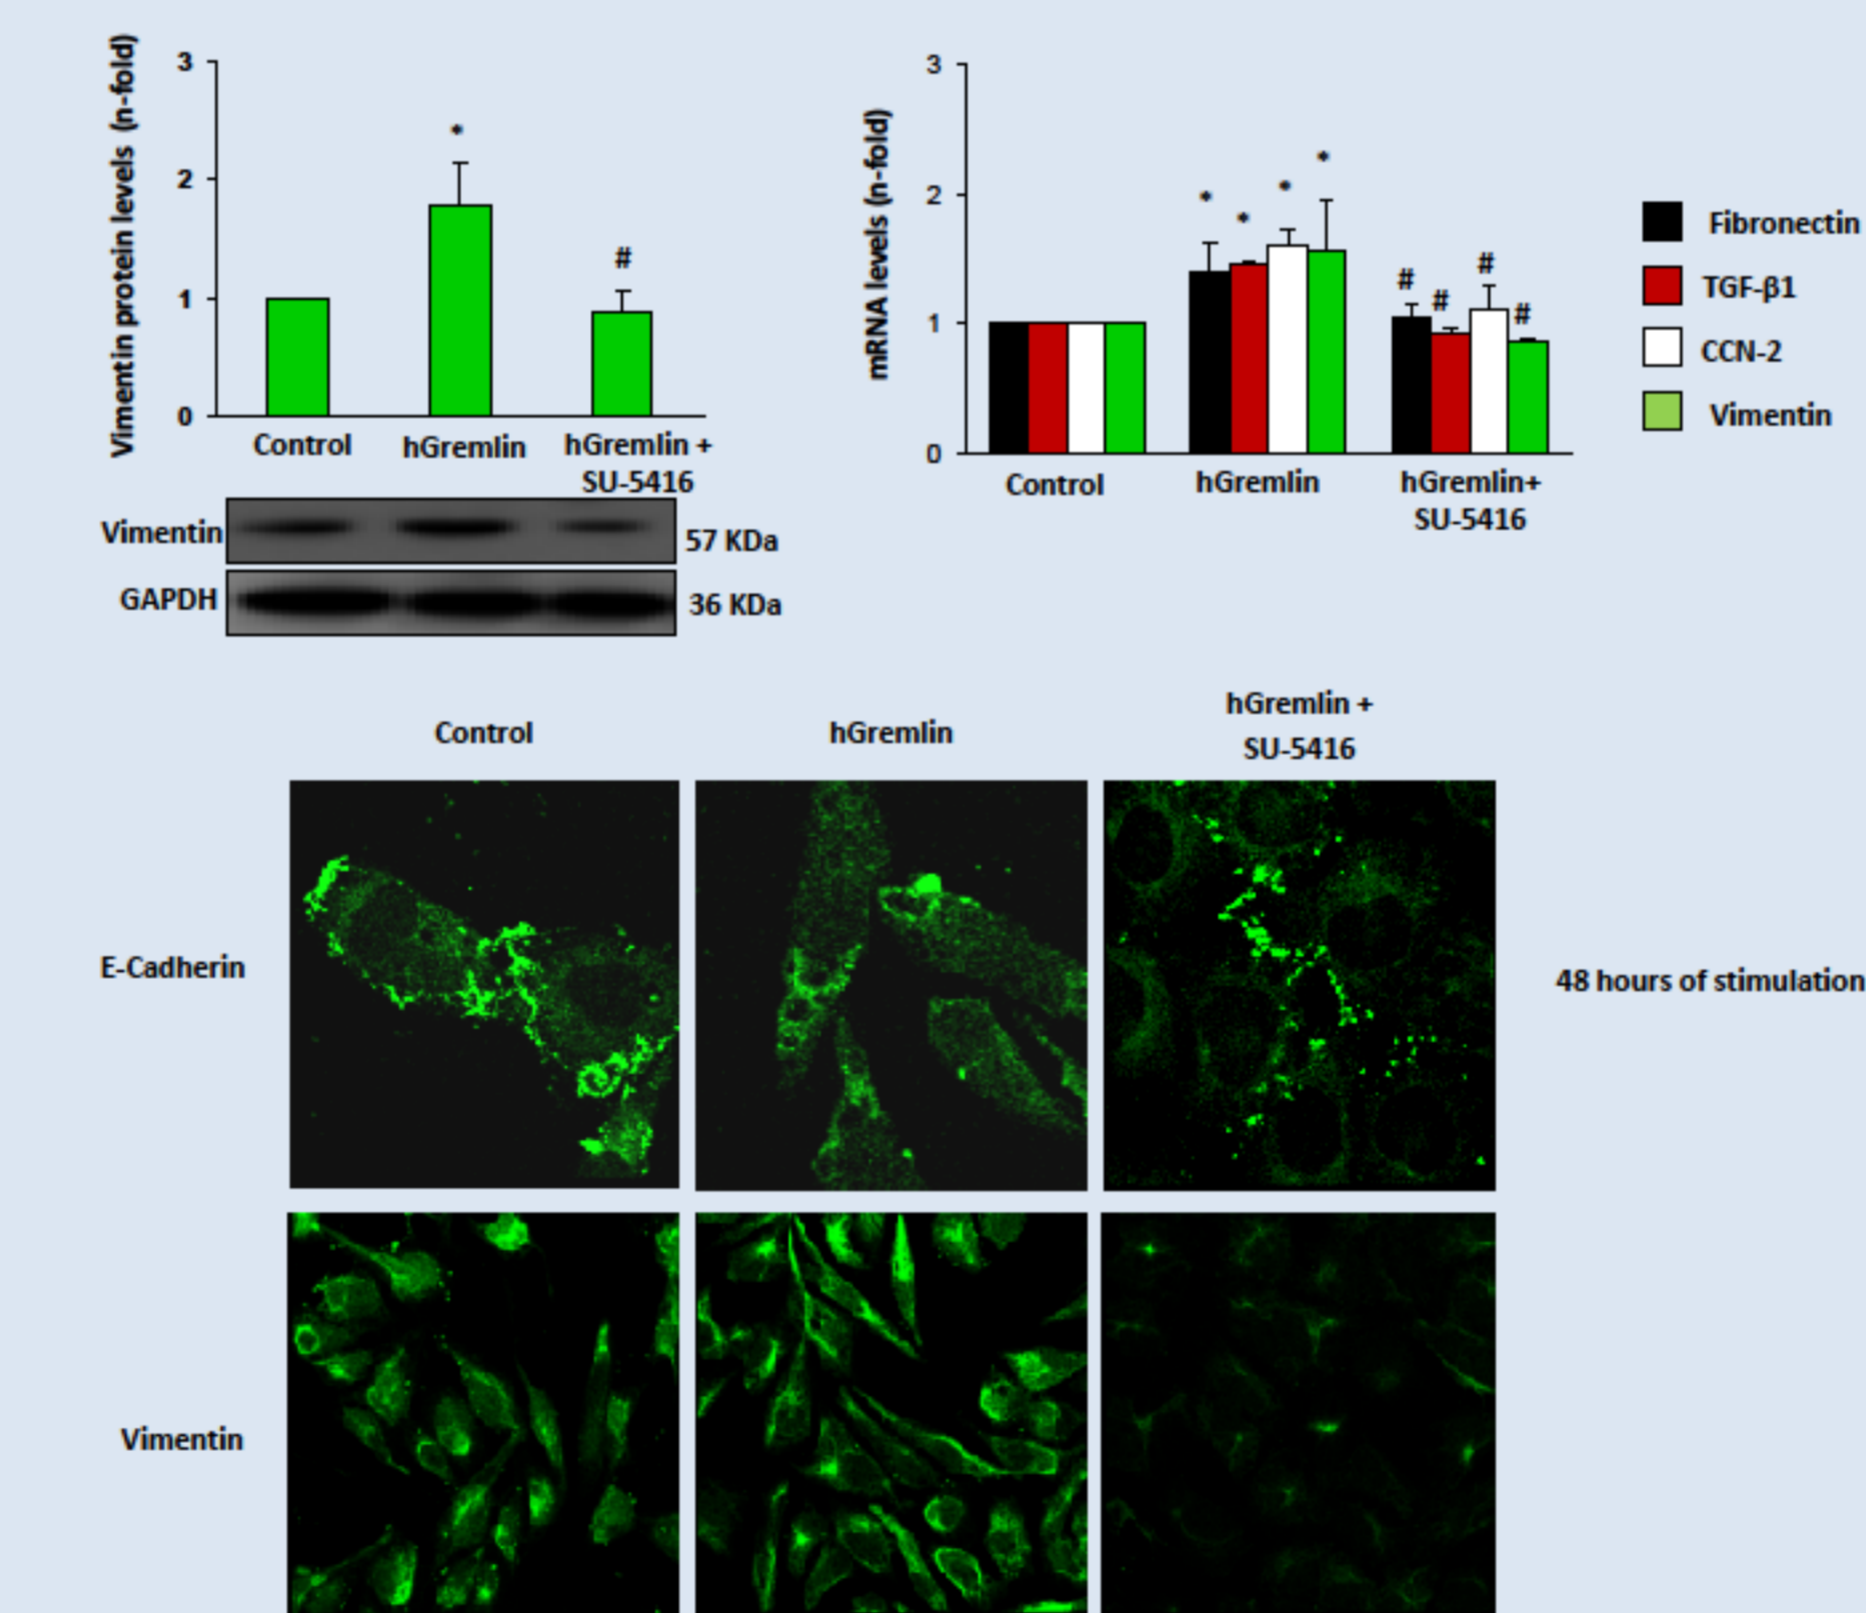 Vimentin protein levels (n-fold)
3
2
1
0
*
#
Control
hGremlin
hGremlin +
SU-5416
Vimentin
57 KDa
GAPDH
36 KDa
mRNA levels (n-fold)
3
2
1
0
*
*
*
*
#
#
#
#
Control
hGremlin
hGremlin+
SU-5416
Fibronectin
TGF-β1
CCN-2
Vimentin
Control
hGremlin
hGremlin +
SU-5416
E-Cadherin
48 hours of stimulation
Vimentin